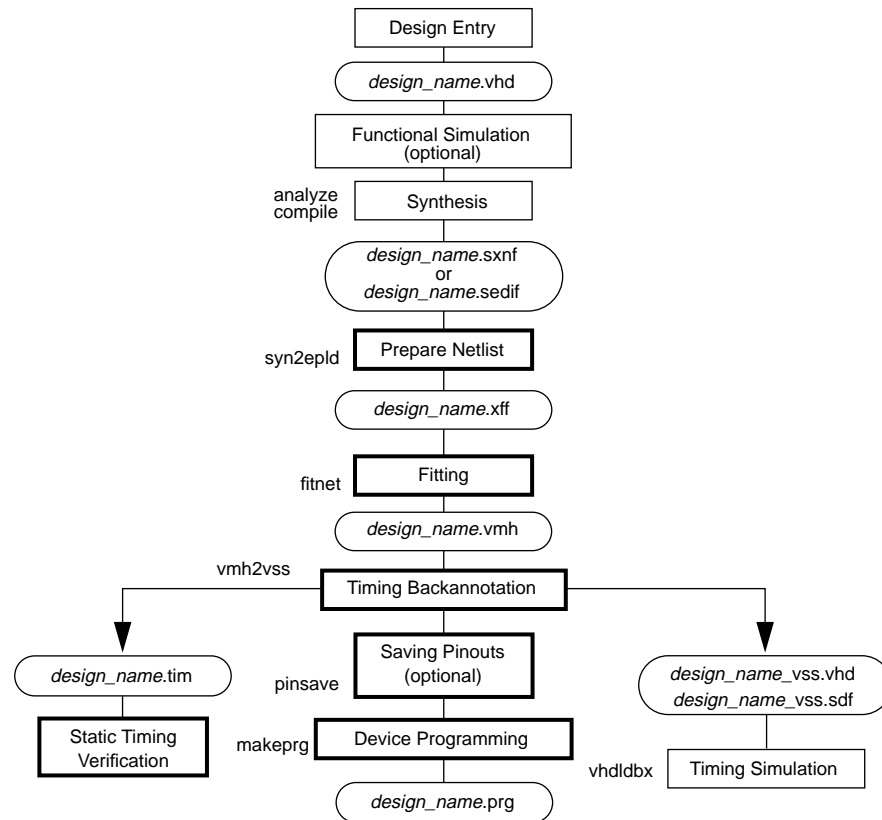 Design Entry
design_name.vhd
Functional Simulation
(optional)
analyze
compile
Synthesis
design_name.sxnf
or
design_name.sedif
syn2epld
Prepare Netlist
design_name.xff
fitnet
Fitting
design_name.vmh
vmh2vss
Timing Backannotation
design_name.tim
Static Timing
Verification
pinsave
Saving Pinouts
(optional)
makeprg
Device Programming
design_name.prg
design_name_vss.vhd
design_name_vss.sdf
vhdldbx
Timing Simulation